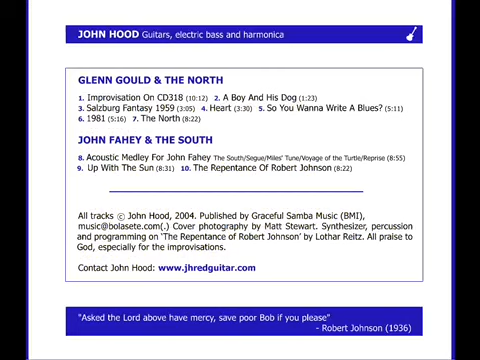 JOHN HOOD Guitars, electric bass and harmonica
GLENN GOULD & THE NORTH
1. Improvisation On CD318 (10:12) 2. A Boy And His Dog (1:23)
3. Salzburg Fantasy 1959 (3:05) 4. Heart (3:30) 5. So You Wanna Write A Blues? (5:11)
6. 1981 (5:16) 7. The North (8:22)
JOHN FAHEY & THE SOUTH
8. Acoustic Medley For John Fahey The South/Segue/Miles' Tune/Voyage of the Turtle/Reprise (8:55)
9. Up With The Sun (8:31) 10. The Repentance Of Robert Johnson (8:22)
All tracks © John Hood, 2004. Published by Graceful Samba Music (BMI),
music@bolasete.com(.) Cover photography by Matt Stewart. Synthesizer, percussion
and programming on ‘The Repentance of Robert Johnson’ by Lothar Reitz. All praise to
God, especially for the improvisations.
Contact John Hood: www.jhredguitar.com
“Asked the Lord above have mercy, save poor Bob if you please”
- Robert Johnson (1936)